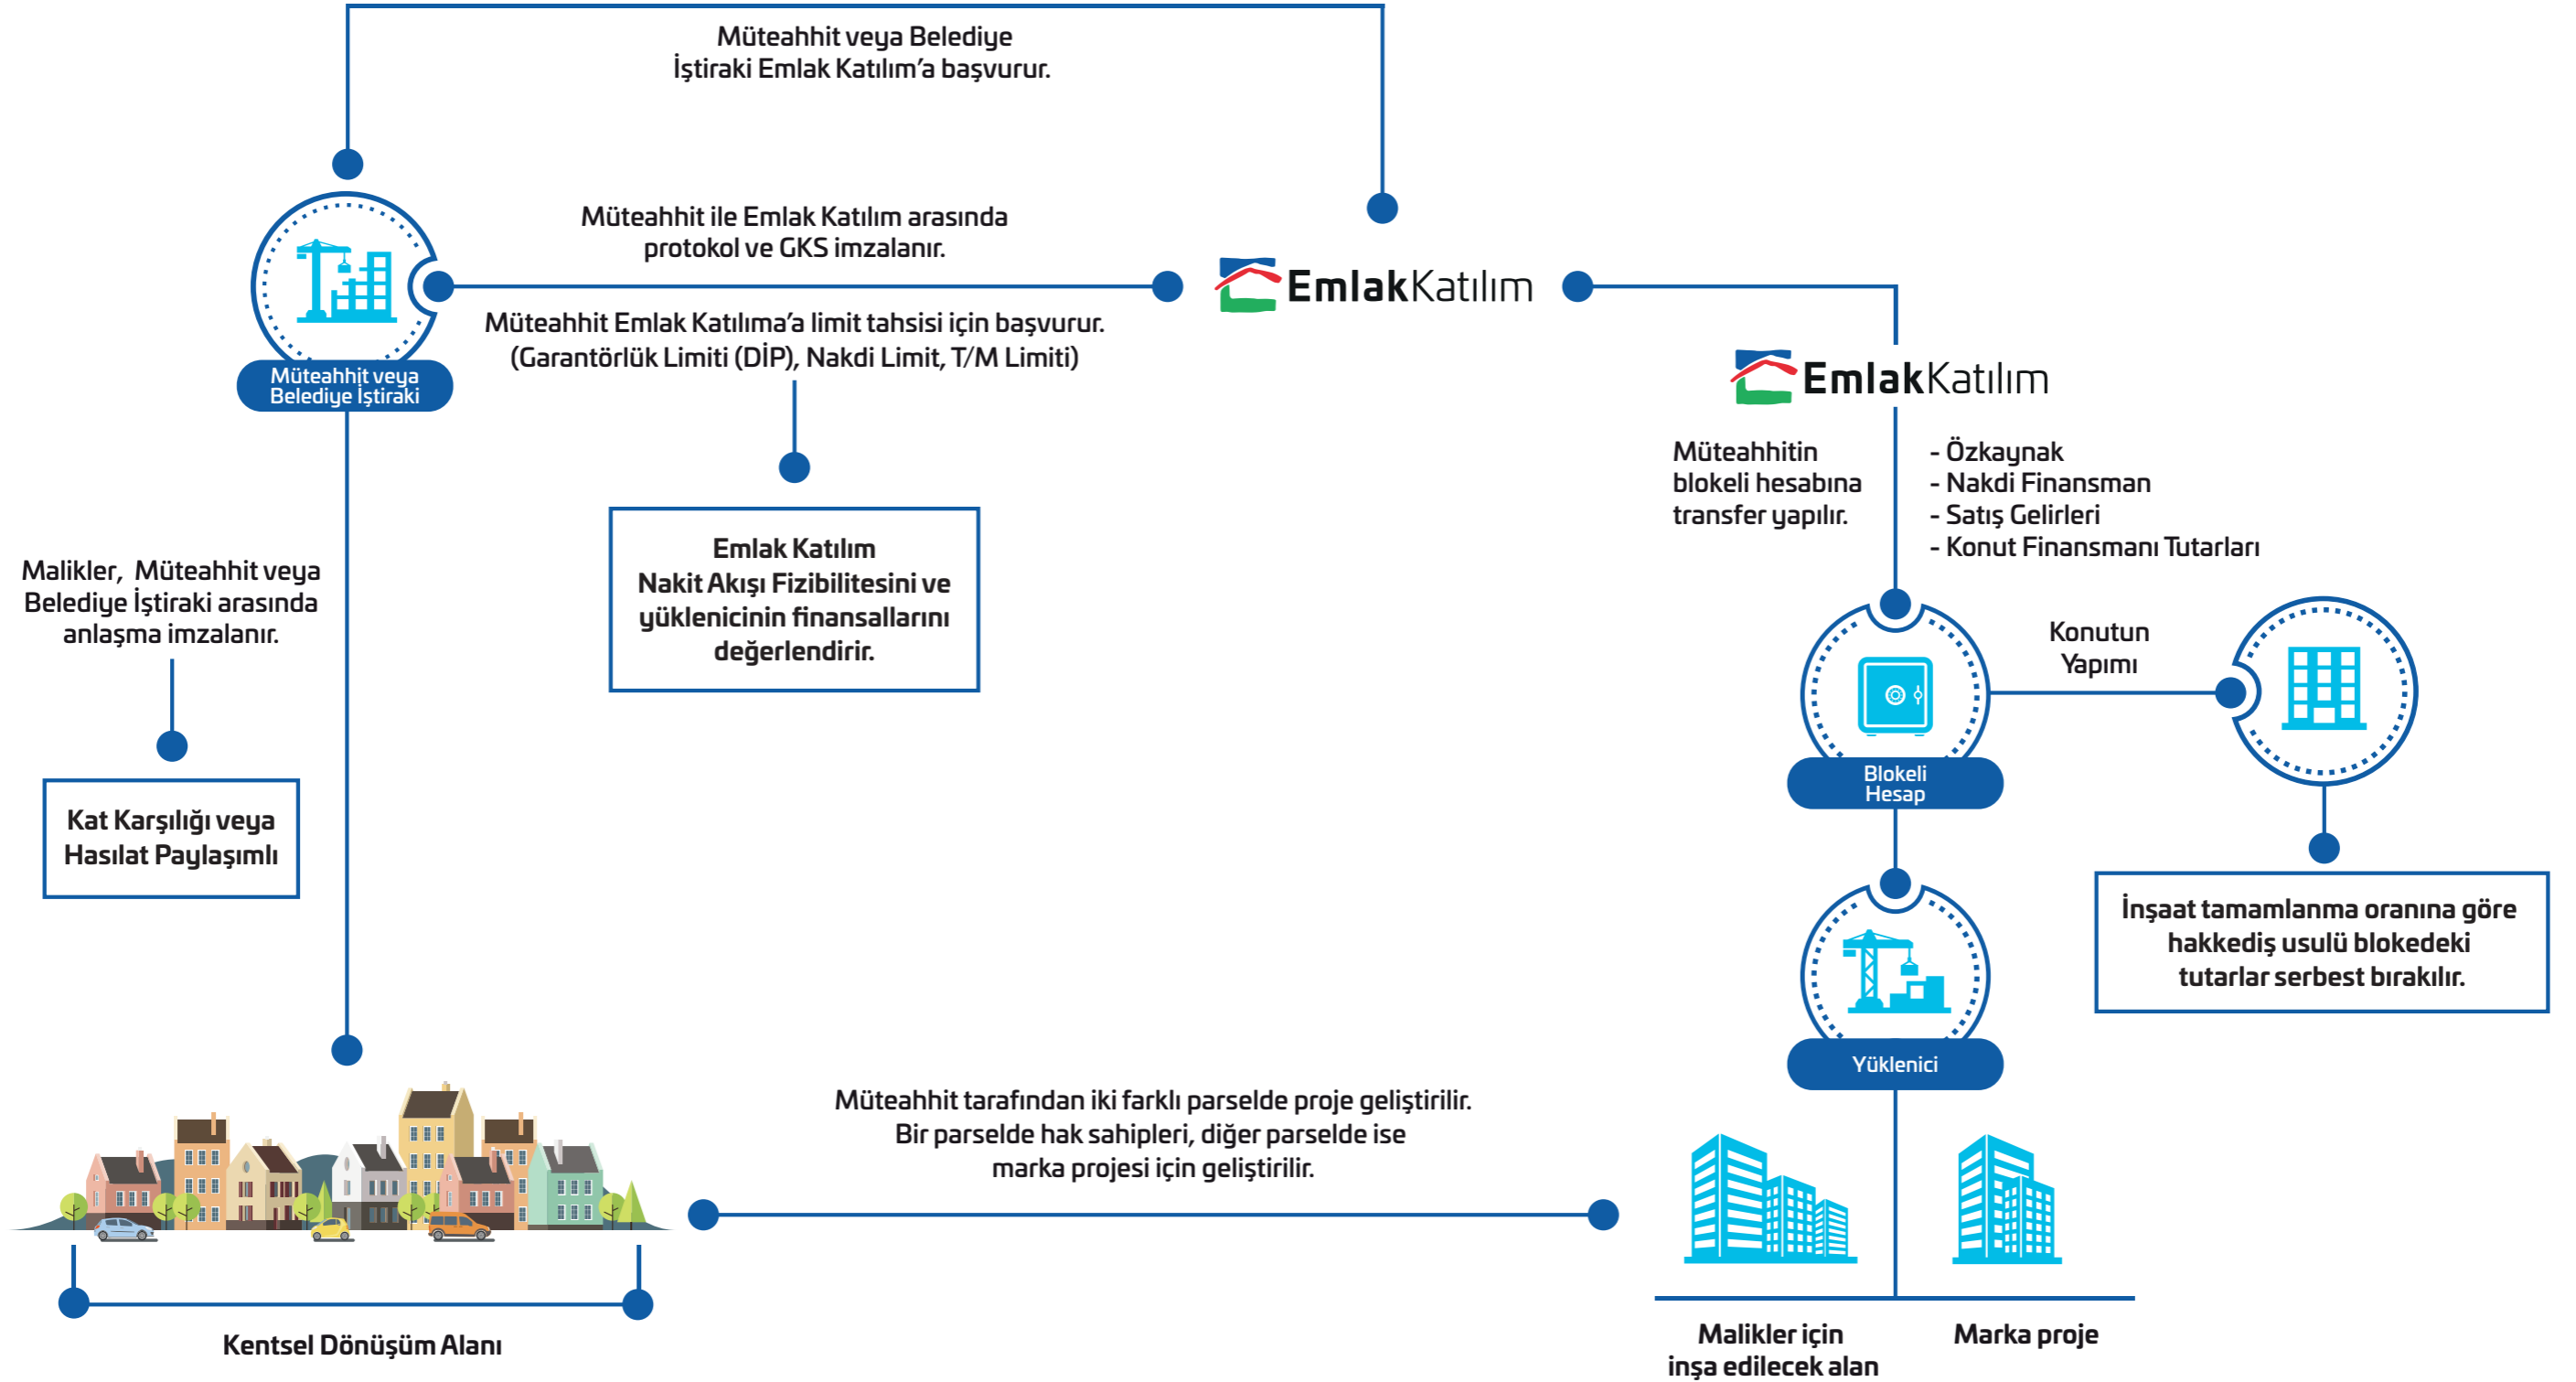 Müteahhit veya Belediye
İştiraki Emlak Katılım’a başvurur.
Müteahhit ile Emlak Katılım arasında
protokol ve GKS imzalanır.
EmlakKatılım
Müteahhit Emlak Katılıma’a limit tahsisi için başvurur.
(Garantörlük Limiti (DİP), Nakdi Limit, T/M Limiti)
Müteahhit veya
Belediye İştiraki
EmlakKatılım
Müteahhitin
blokeli hesabına
transfer yapılır.
- Özkaynak
- Nakdi Finansman
- Satış Gelirleri
- Konut Finansmanı Tutarları
Emlak Katılım
Nakit Akışı Fizibilitesini ve
yüklenicinin finansallarını
değerlendirir.
Malikler, Müteahhit veya
Belediye İştiraki arasında
anlaşma imzalanır.
Konutun
Yapımı
Blokeli
Hesap
Kat Karşılığı veya
Hasılat Paylaşımlı
İnşaat tamamlanma oranına göre
hakkediş usulü blokedeki
tutarlar serbest bırakılır.
Yüklenici
Müteahhit tarafından iki farklı parselde proje geliştirilir.
Bir parselde hak sahipleri, diğer parselde ise
marka projesi için geliştirilir.
Kentsel Dönüşüm Alanı
Malikler için
inşa edilecek alan
Marka proje